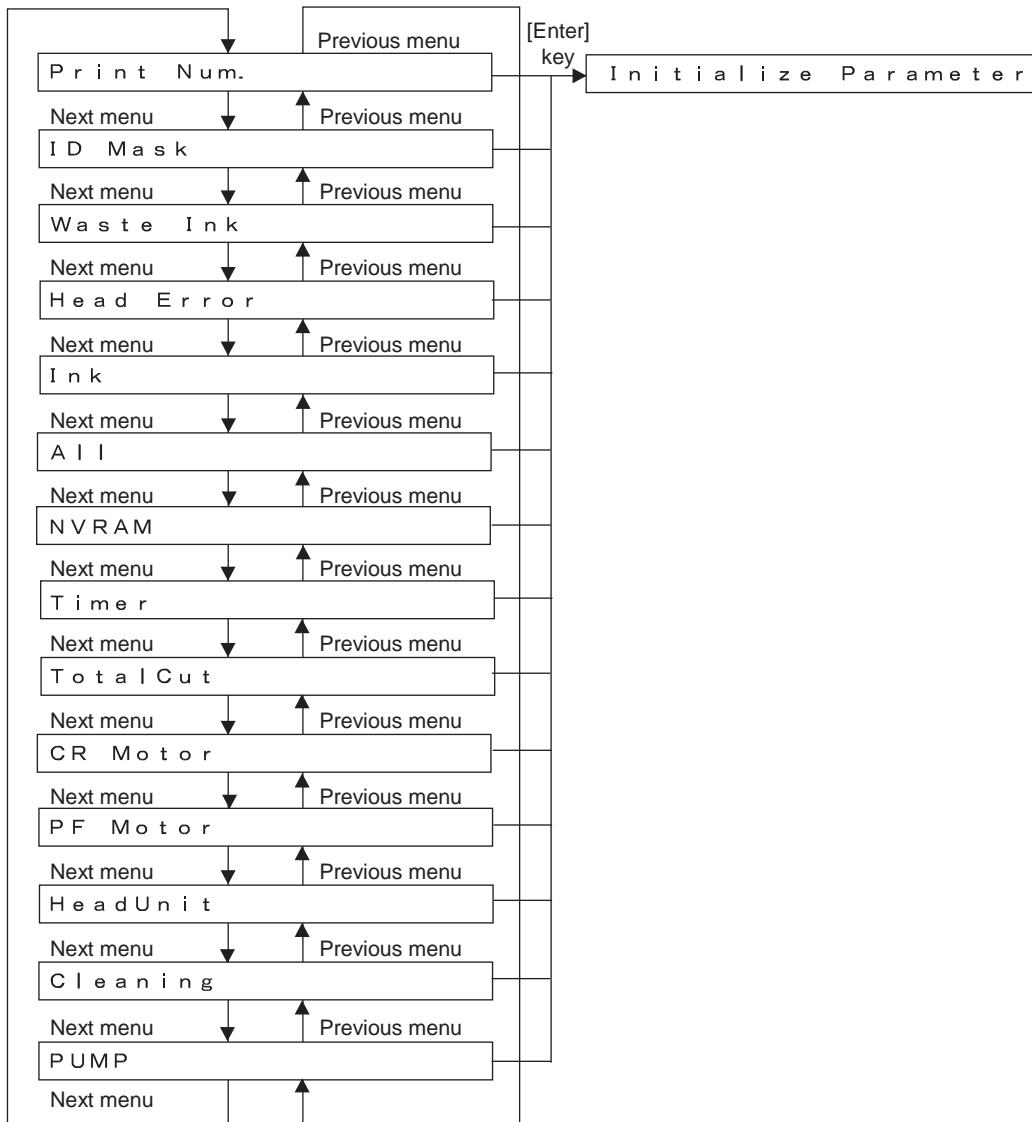 Previous menu
[Enter]
key
Print Num.
Initialize Parameter
Next menu Previous menu
ID Mask
Next menu Previous menu
Waste Ink
Next menu Previous menu
Head Error
Next menu Previous menu
Ink
Next menu Previous menu
All
Next menu Previous menu
NVRAM
Next menu Previous menu
Timer
Next menu Previous menu
TotalCut
Next menu Previous menu
CR Motor
Next menu Previous menu
PF Motor
Next menu Previous menu
HeadUnit
Next menu Previous menu
Cleaning
Next menu Previous menu
PUMP
Next menu